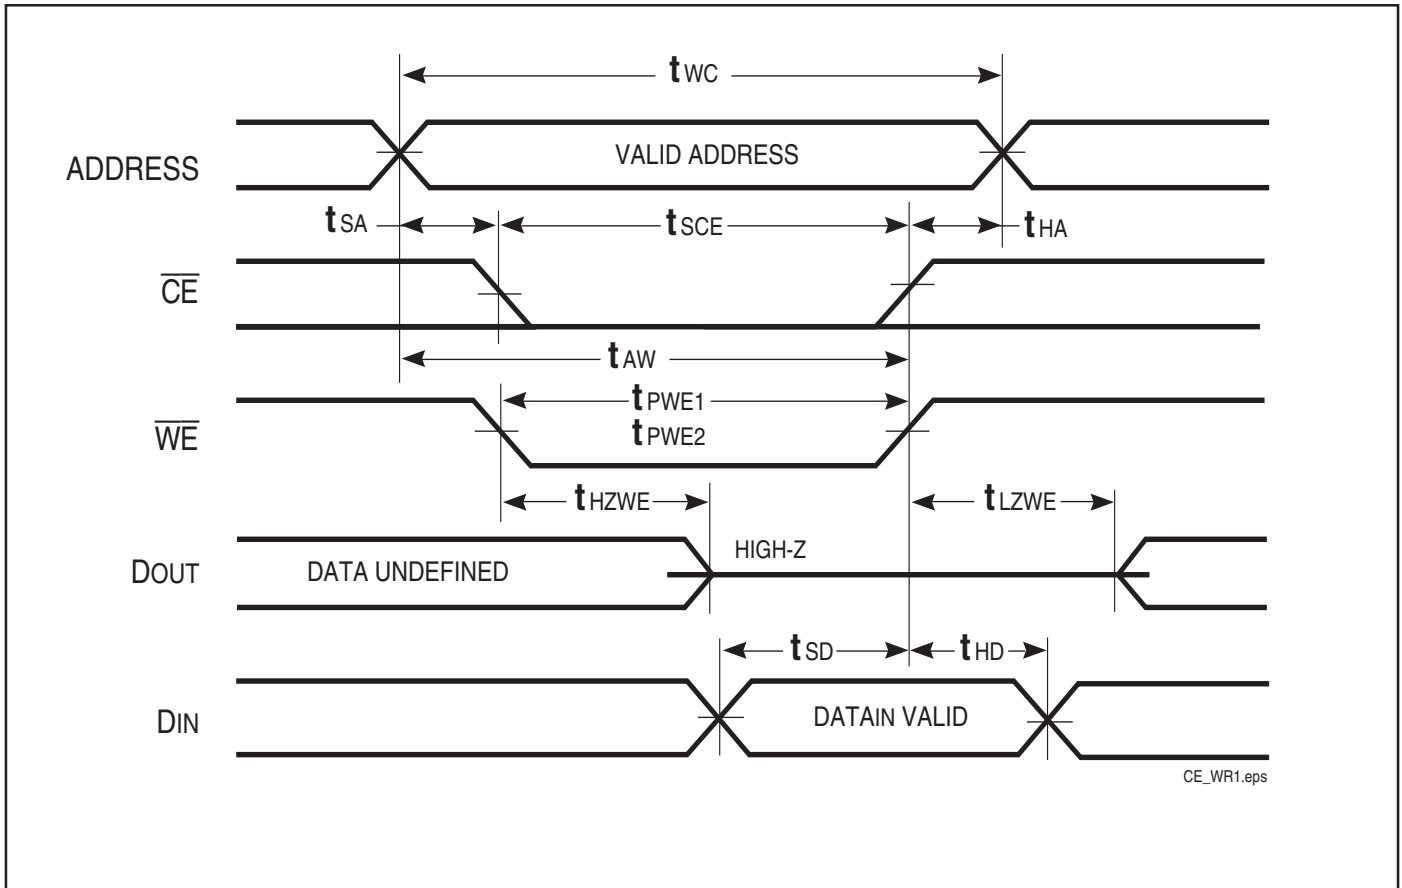 tWC
ADDRESS
VALID ADDRESS
tSA
tSCE
tHA
CE
tAW
tPWE1
WE
tPWE2
tHZWE
tLZWE
HIGH-Z
DOUT
DATA UNDEFINED
tSD
tHD
DIN
DATAIN VALID
CE_WR1.eps